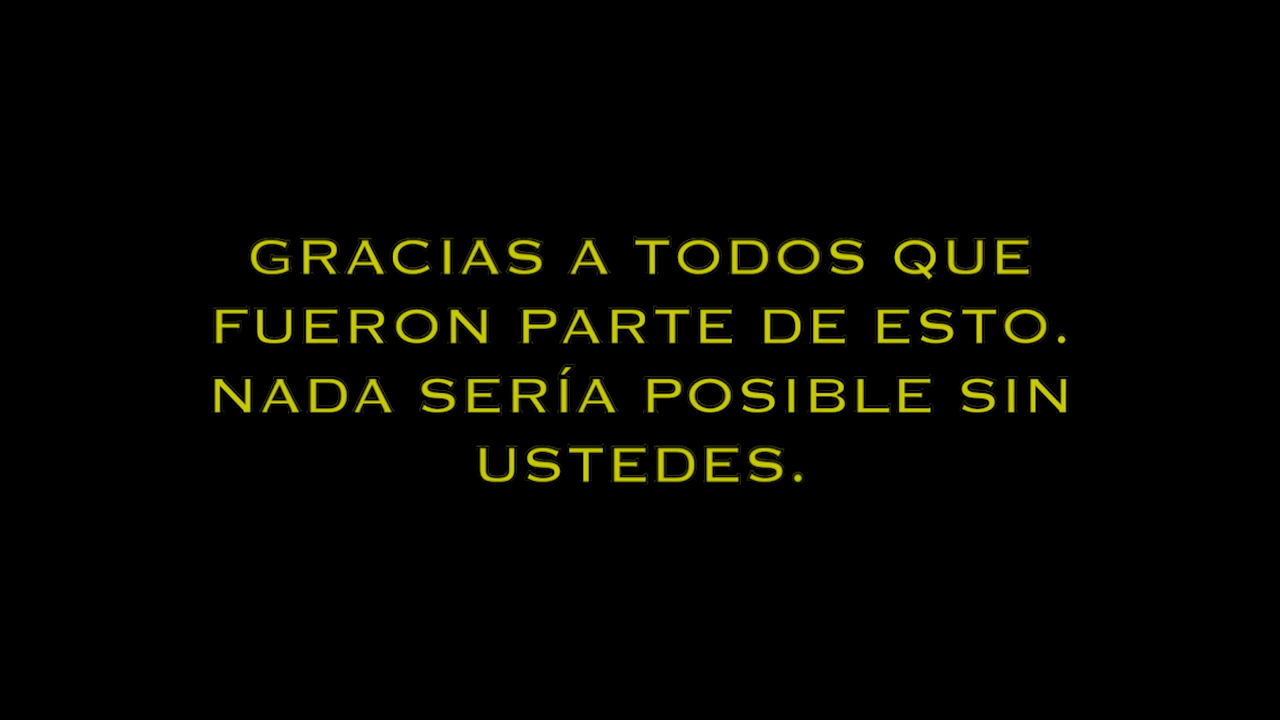 GRACIAS A TODOS QUE
FUERON PARTE DE ESTO.
NADA SERÍA POSIBLE SIN
USTEDES.